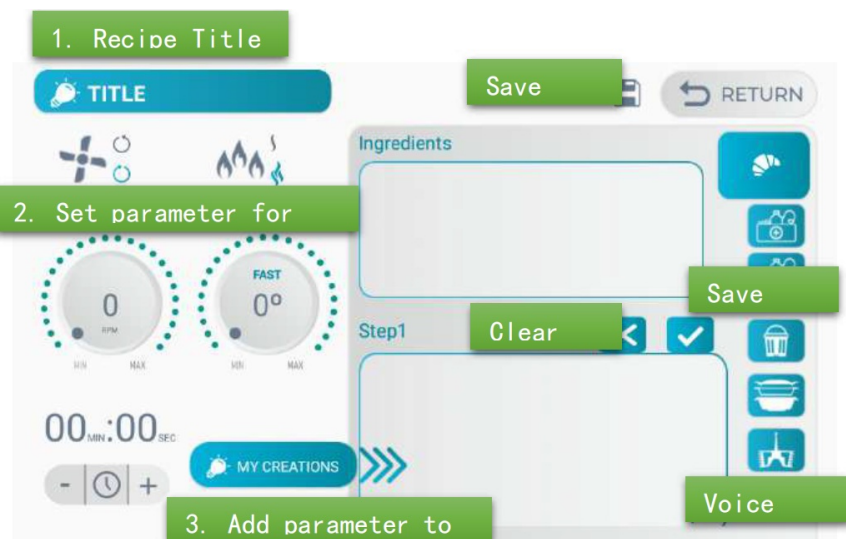 1. Recipe Title
TITLE
Save
RETURN
Ingredients
2. Set parameter for
0
RPM
MIN MAX
FAST
0º
MIN MAX
Save
Step1
Clear
00MIN:00SEC
- +
MY CREATIONS
3. Add parameter to
Voice